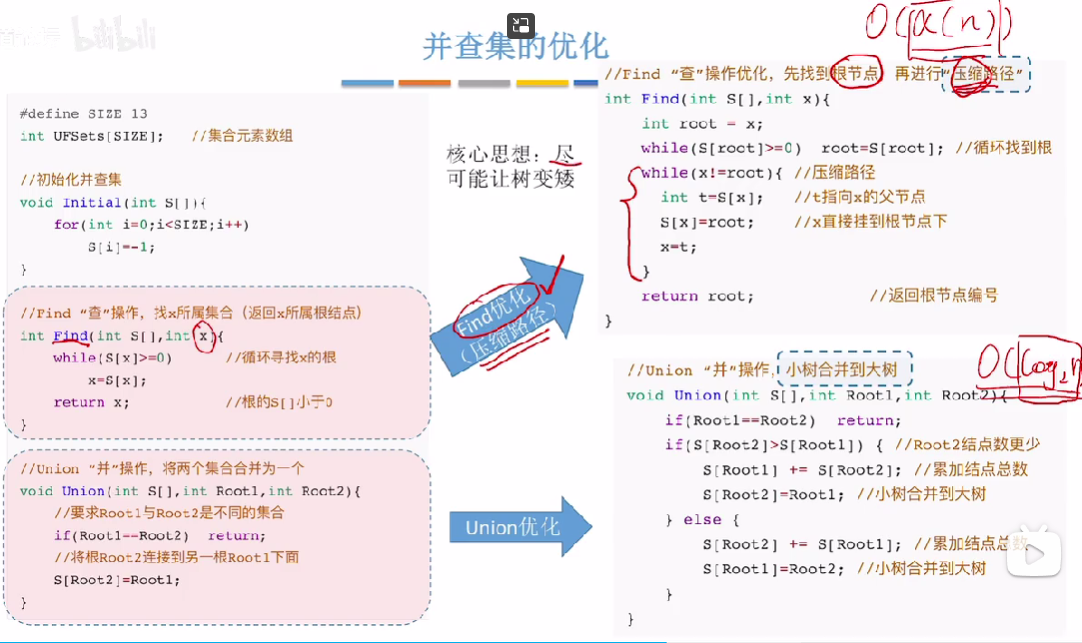 bilibili
并查集的优化
#define SIZE 13
int UFSets[SIZE]; //集合元素数组
//初始化并查集
void Initial(int S[]){
for(int i=0;i<SIZE;i++)
S[i]=-1;
}
//Find “查”操作，找x所属集合（返回x所属根结点）
int Find(int S[],int x){
while(S[x]>=0) //循环寻找x的根
x=S[x];
return x; //根的S[]小于0
}
//Union “并”操作，将两个集合合并为一个
void Union(int S[],int Root1,int Root2){
//要求Root1与Root2是不同的集合
if(Root1==Root2) return;
//将根Root2连接到另一根Root1下面
S[Root2]=Root1;
}
核心思想：尽
可能让树变矮
Find优化
（压缩路径）
Union优化
O(α(n))
//Find “查”操作优化，先找到根节点，再进行“压缩路径”
int Find(int S[],int x){
int root = x;
while(S[root]>=0) root=S[root]; //循环找到根
while(x!=root){ //压缩路径
int t=S[x]; //t指向x的父节点
S[x]=root; //x直接挂到根节点下
x=t;
}
return root; //返回根节点编号
}
O(log₂n
//Union “并”操作，小树合并到大树
void Union(int S[],int Root1,int Root2){
if(Root1==Root2) return;
if(S[Root2]>S[Root1]) { //Root2结点数更少
S[Root1] += S[Root2]; //累加结点总数
S[Root2]=Root1; //小树合并到大树
} else {
S[Root2] += S[Root1]; //累加结点总数
S[Root1]=Root2; //小树合并到大树
}
}